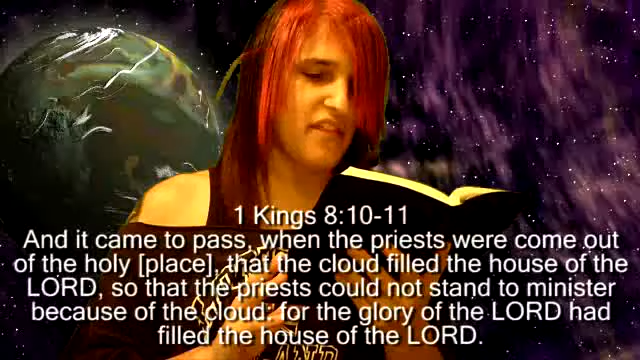 1 Kings 8:10-11
And it came to pass, when the priests were come out
of the holy [place], that the cloud filled the house of the
LORD, so that the priests could not stand to minister
because of the cloud: for the glory of the LORD had
filled the house of the LORD.